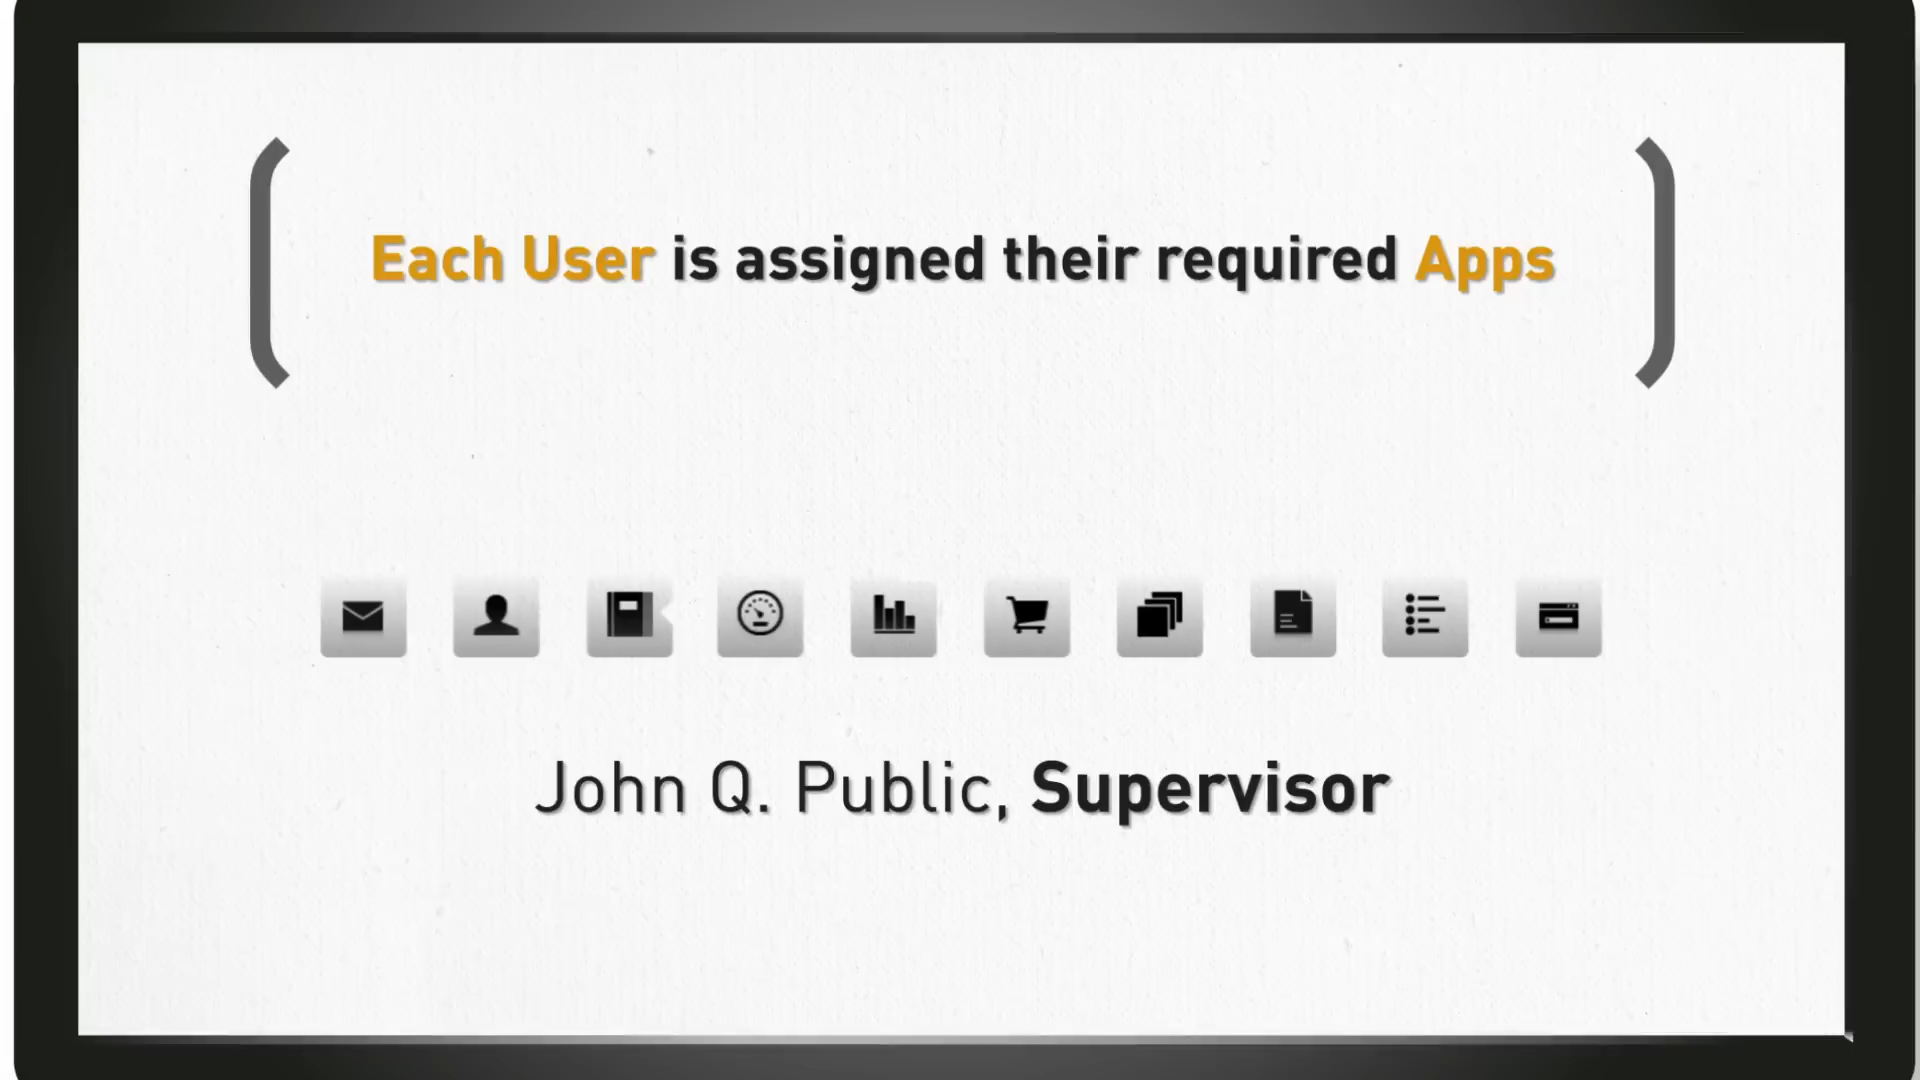 Each User is assigned their required Apps
John Q. Public, Supervisor